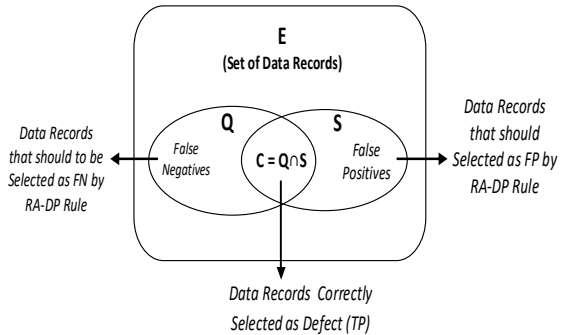 E
(Set of Data Records)
Q
S
False
Negatives
C = Q∩S
False
Positives
Data Records
that should to be
Selected as FN by
RA-DP Rule
Data Records
that should
Selected as FP by
RA-DP Rule
Data Records Correctly
Selected as Defect (TP)